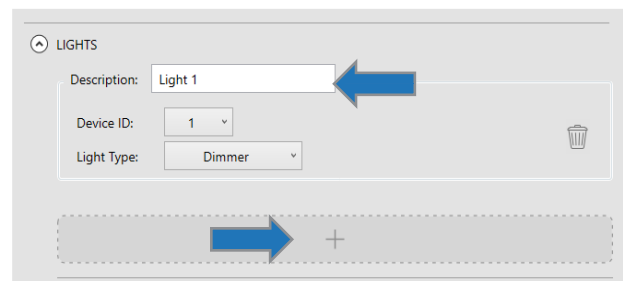 LIGHTS
Description: Light 1
Device ID: 1
Light Type: Dimmer